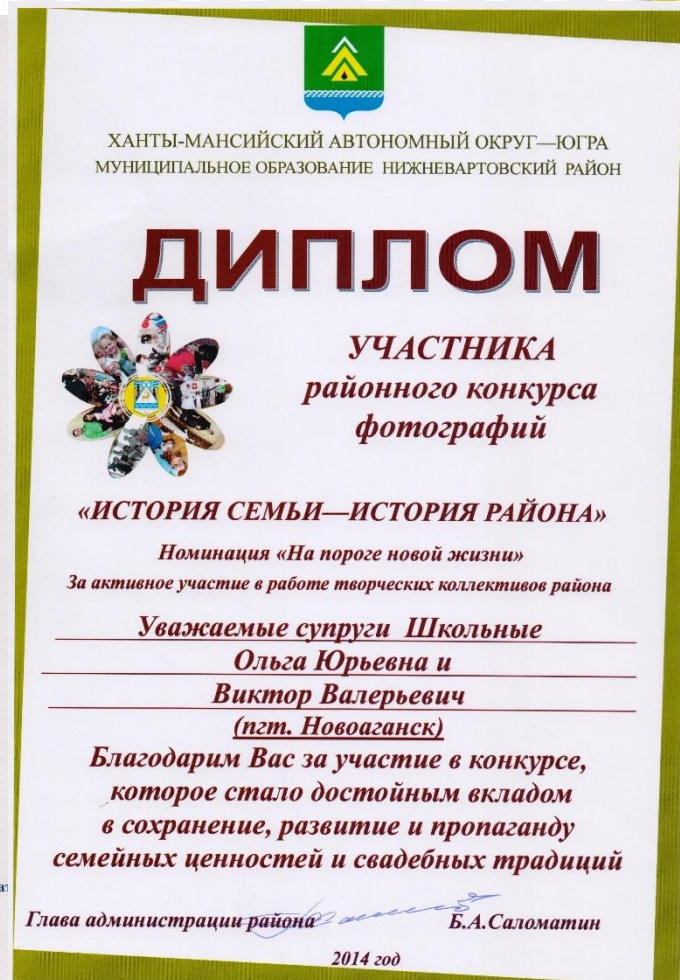 ХАНТЫ-МАНСИЙСКИЙ АВТОНОМНЫЙ ОКРУГ—ЮГРА
МУНИЦИПАЛЬНОЕ ОБРАЗОВАНИЕ НИЖНЕВАРТОВСКИЙ РАЙОН
ДИПЛОМ
УЧАСТНИКА
районного конкурса
фотографий
«ИСТОРИЯ СЕМЬИ—ИСТОРИЯ РАЙОНА»
Номинация «На пороге новой жизни»
За активное участие в работе творческих коллективов района
Уважаемые супруги Школьные
Ольга Юрьевна и
Виктор Валерьевич
(пгт. Новоаганск)
Благодарим Вас за участие в конкурсе,
которое стало достойным вкладом
в сохранение, развитие и пропаганду
семейных ценностей и свадебных традиций
Глава администрации района Б.А.Саломатин
2014 год